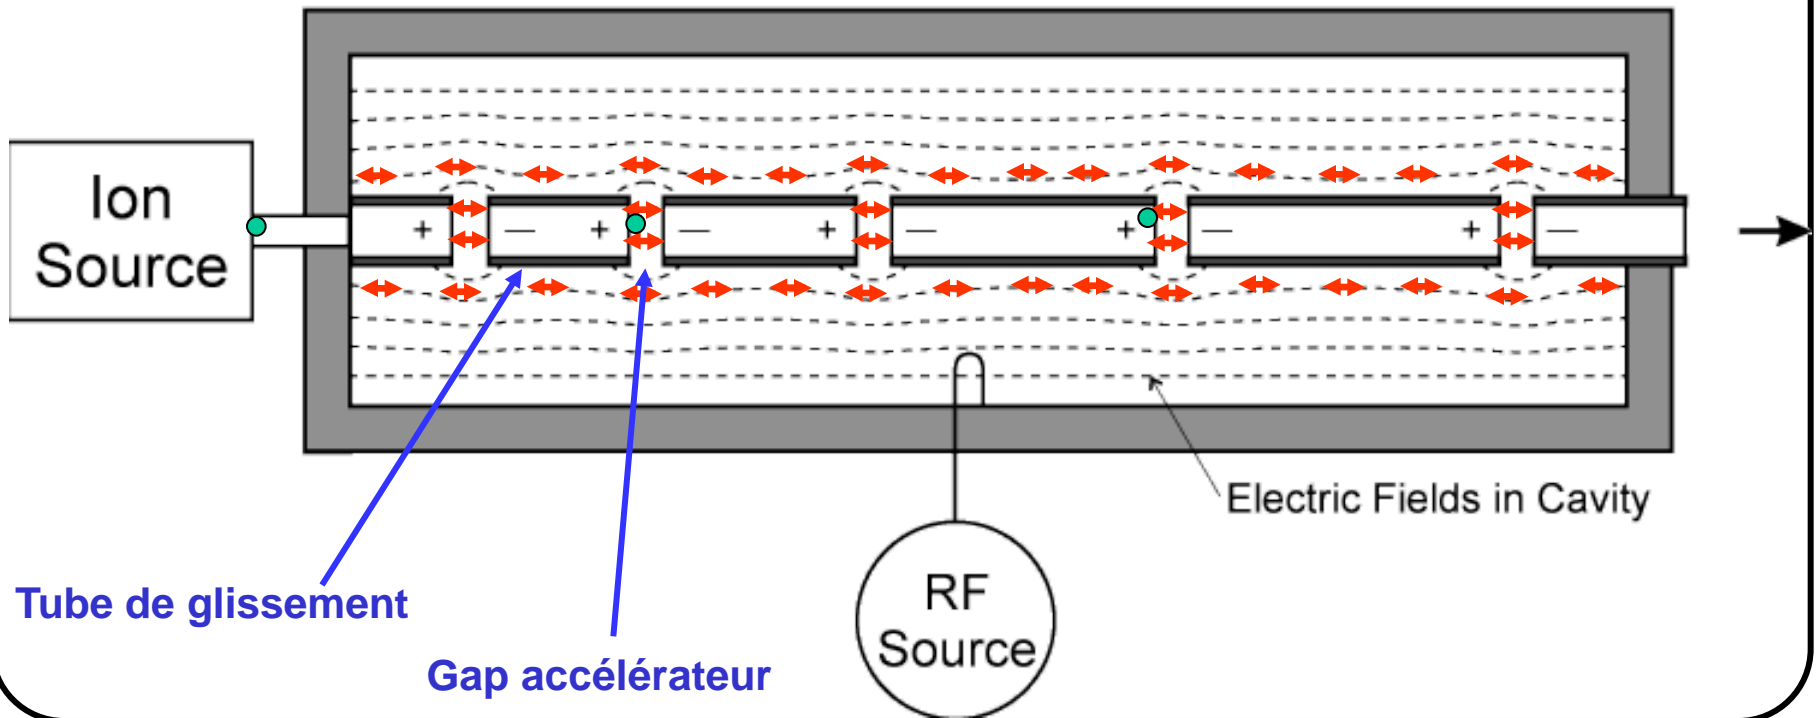 Ion
Source
+ — + — + — + — + —
Electric Fields in Cavity
RF
Source
Tube de glissement
Gap accélérateur